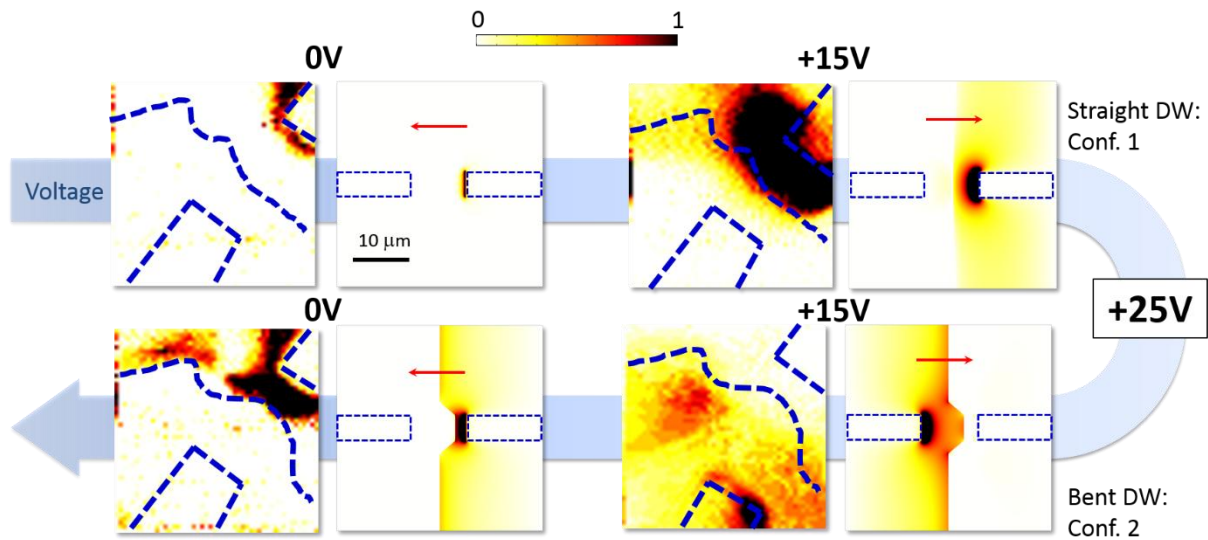 0 1
0V +15V
Straight DW:
Conf. 1
Voltage
10 μm
+25V
0V +15V
Bent DW:
Conf. 2